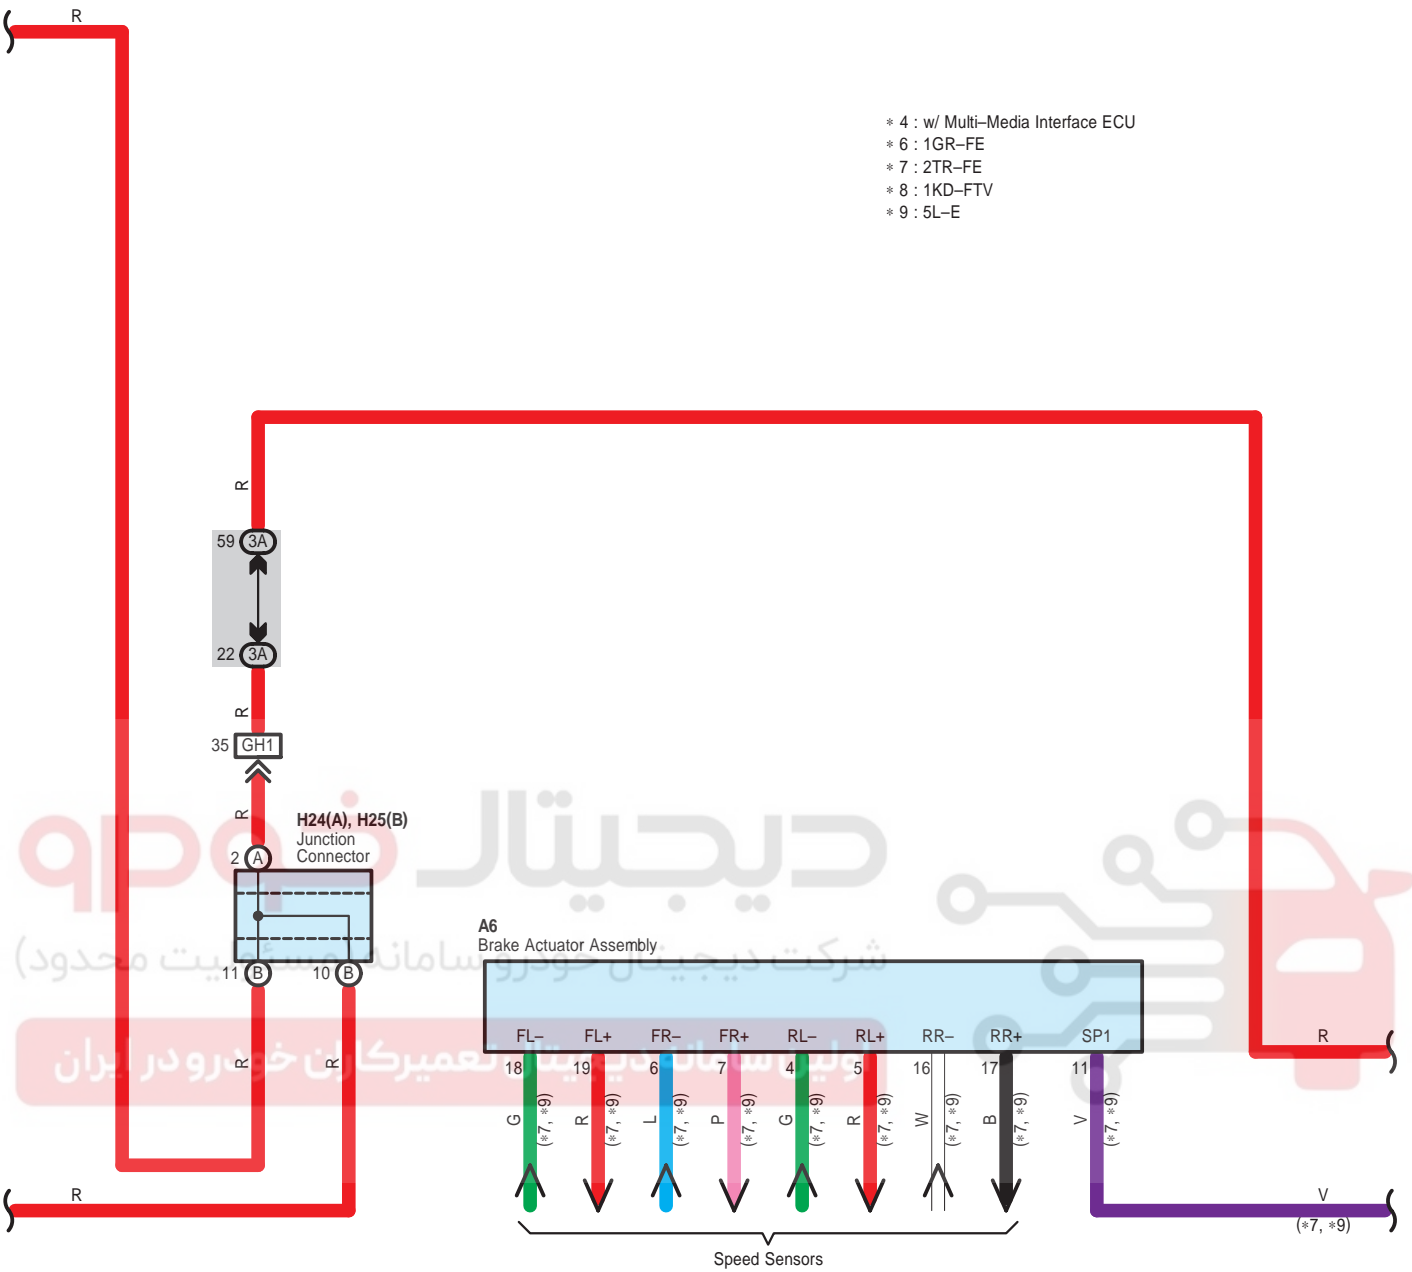 R
∗ 4 : w/ Multi–Media Interface ECU
∗ 6 : 1GR–FE
∗ 7 : 2TR–FE
∗ 8 : 1KD–FTV
∗ 9 : 5L–E
R
59 3A
22 3A
R
35 GH1
R
H24(A), H25(B)
Junction
Connector
2 A
دیجیتال خودرو
A6
Brake Actuator Assembly
شرکت دیجیتال خودرو سامانه مسئولیت محدود)
11 B 10 B
FL– FL+ FR– FR+ RL– RL+ RR– RR+ SP1
R
اولین سامانه دیجیتال تعمیرکاران خودرو در ایران
R R
18 19 6 7 4 5 16 17 11
G R L P G R W B V
(∗7, ∗9) (∗7, ∗9) (∗7, ∗9) (∗7, ∗9) (∗7, ∗9) (∗7, ∗9) (∗7, ∗9) (∗7, ∗9) (∗7, ∗9)
R
V
(∗7, ∗9)
Speed Sensors